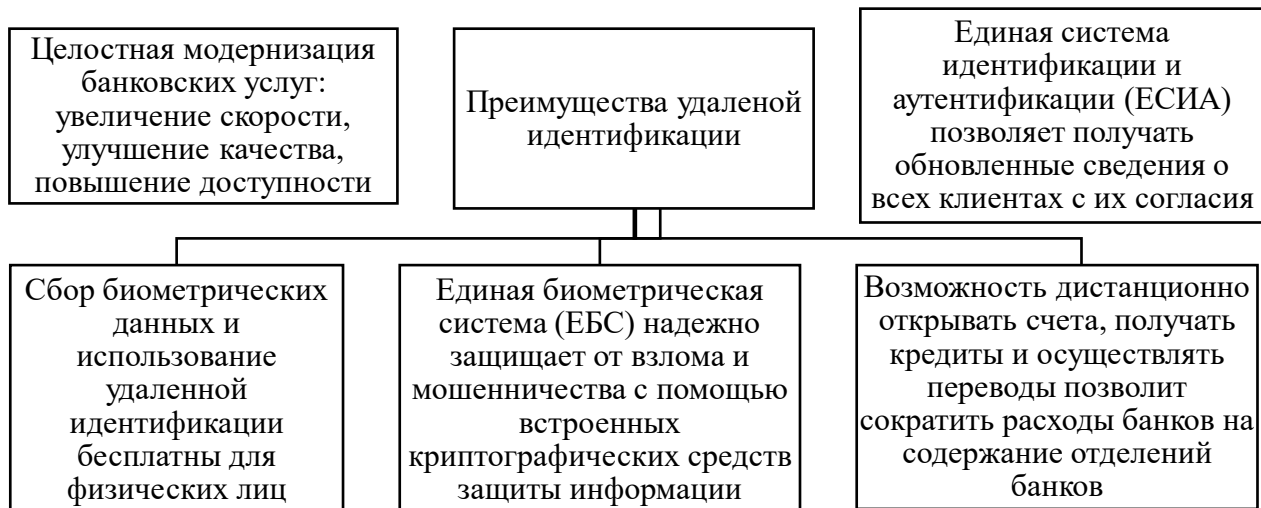 Целостная модернизация
банковских услуг:
увеличение скорости,
улучшение качества,
повышение доступности
Преимущества удаленой
идентификации
Единая система
идентификации и
аутентификации (ЕСИА)
позволяет получать
обновленные сведения о
всех клиентах с их согласия
Сбор биометрических
данных и
использование
удаленной
идентификации
бесплатны для
физических лиц
Единая биометрическая
система (ЕБС) надежно
защищает от взлома и
мошенничества с помощью
встроенных
криптографических средств
защиты информации
Возможность дистанционно
открывать счета, получать
кредиты и осуществлять
переводы позволит
сократить расходы банков на
содержание отделений
банков